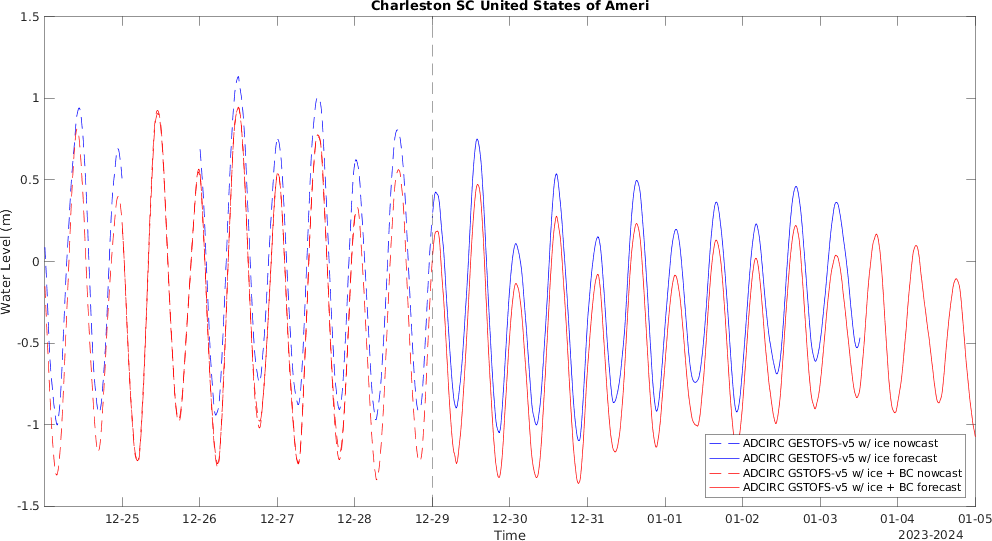 Charleston SC United States of Ameri
1.5
1
0.5
0
-0.5
-1
-1.5
Water Level (m)
12-25
12-26
12-27
12-28
12-29
12-30
12-31
01-01
01-02
01-03
01-04
01-05
Time
2023-2024
ADCIRC GESTOFS-v5 w/ ice nowcast
ADCIRC GESTOFS-v5 w/ ice forecast
ADCIRC GSTOFS-v5 w/ ice + BC nowcast
ADCIRC GSTOFS-v5 w/ ice + BC forecast